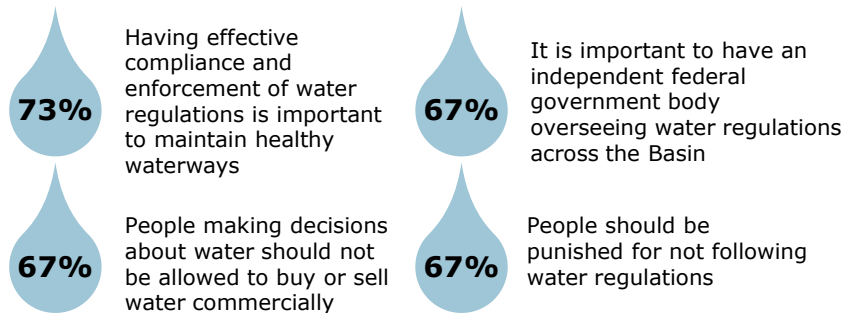 73%
Having effective
compliance and
enforcement of water
regulations is important
to maintain healthy
waterways
67%
It is important to have an
independent federal
government body
overseeing water regulations
across the Basin
67%
People making decisions
about water should not
be allowed to buy or sell
water commercially
67%
People should be
punished for not following
water regulations